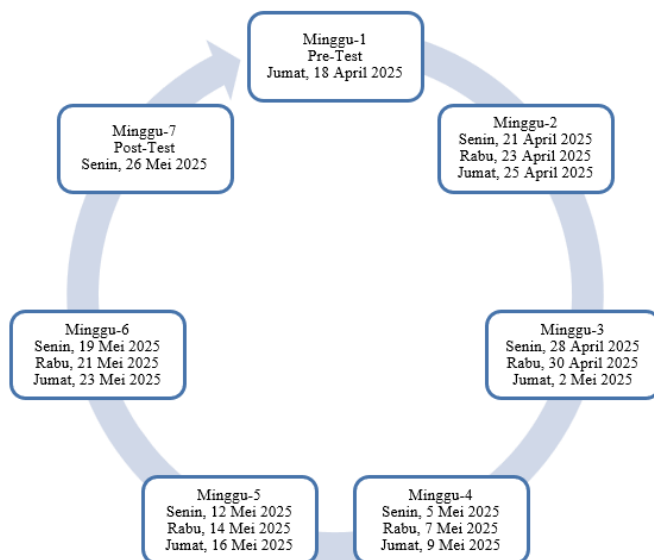 Minggu-1
Pre-Test
Jumat, 18 April 2025
Minggu-2
Senin, 21 April 2025
Rabu, 23 April 2025
Jumat, 25 April 2025
Minggu-3
Senin, 28 April 2025
Rabu, 30 April 2025
Jumat, 2 Mei 2025
Minggu-4
Senin, 5 Mei 2025
Rabu, 7 Mei 2025
Jumat, 9 Mei 2025
Minggu-5
Senin, 12 Mei 2025
Rabu, 14 Mei 2025
Jumat, 16 Mei 2025
Minggu-6
Senin, 19 Mei 2025
Rabu, 21 Mei 2025
Jumat, 23 Mei 2025
Minggu-7
Post-Test
Senin, 26 Mei 2025